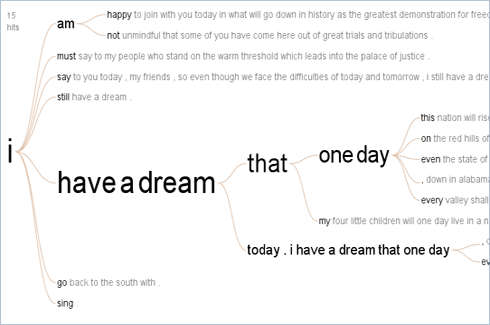 15
hits
i
am
happy to join with you today in what will go down in history as the greatest demonstration for freed
not unmindful that some of you have come here out of great trials and tribulations .
must say to my people who stand on the warm threshold which leads into the palace of justice .
say to you today , my friends , so even though we face the difficulties of today and tomorrow , i still have a dre
still have a dream .
have a dream
that
one day
this nation will rise
on the red hills of
even the state of
, down in alabama
every valley shall
my four little children will one day live in a n
today . i have a dream that one day
,
ev
go back to the south with .
sing .